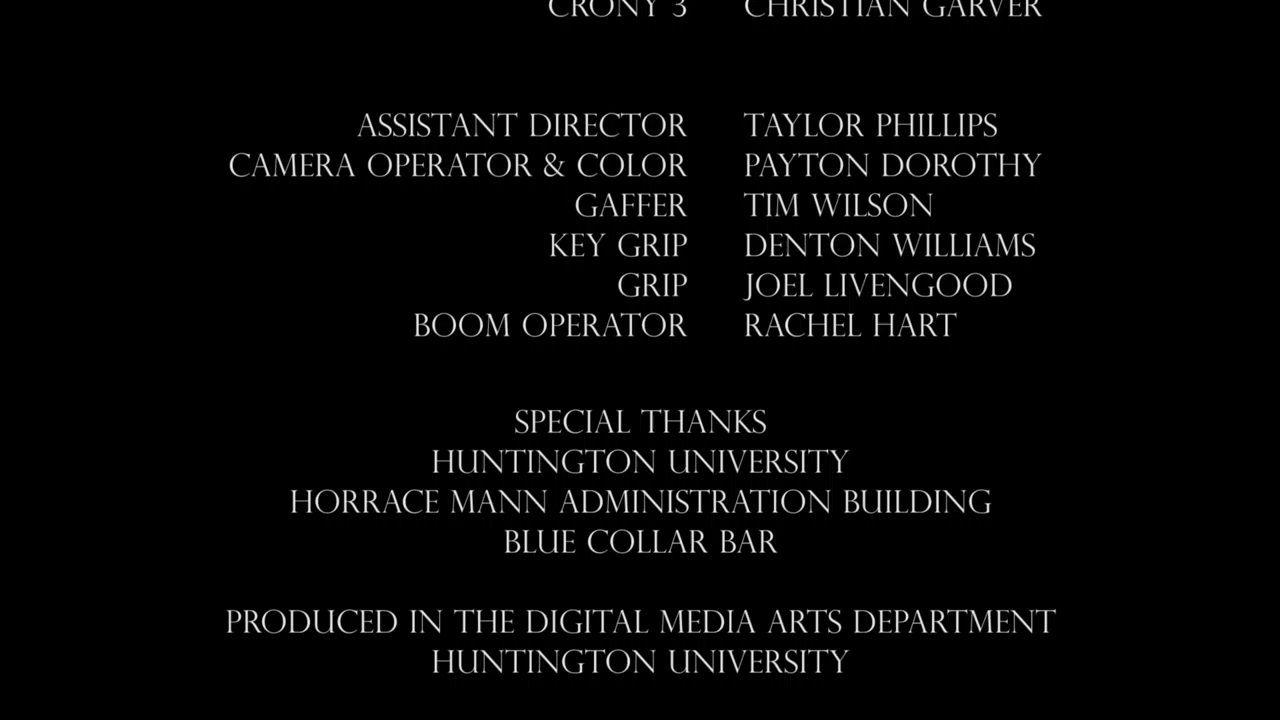 CRONY 3 CHRISTIAN GARVER
ASSISTANT DIRECTOR TAYLOR PHILLIPS
CAMERA OPERATOR & COLOR PAYTON DOROTHY
GAFFER TIM WILSON
KEY GRIP DENTON WILLIAMS
GRIP JOEL LIVENGOOD
BOOM OPERATOR RACHEL HART
SPECIAL THANKS
HUNTINGTON UNIVERSITY
HORRACE MANN ADMINISTRATION BUILDING
BLUE COLLAR BAR
PRODUCED IN THE DIGITAL MEDIA ARTS DEPARTMENT
HUNTINGTON UNIVERSITY